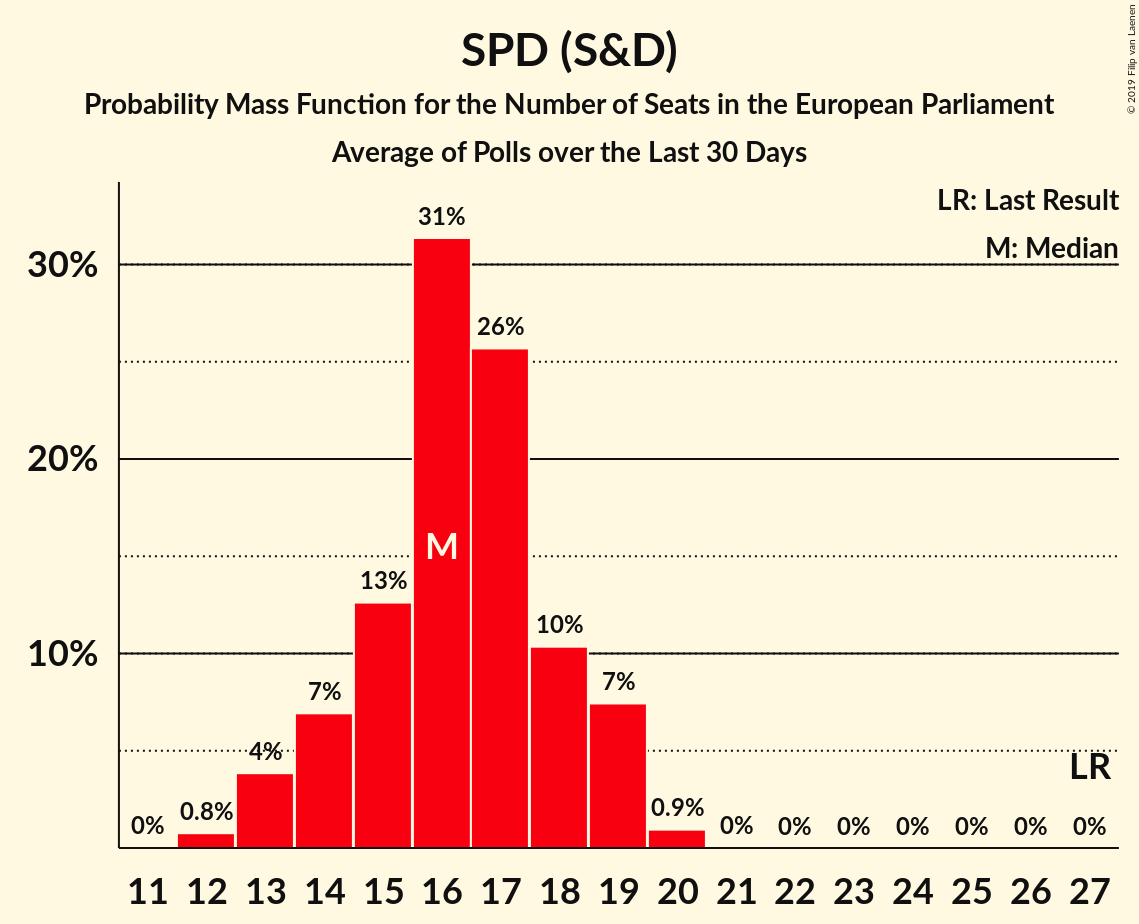 SPD (S&D)
Probability Mass Function for the Number of Seats in the European Parliament
Average of Polls over the Last 30 Days
© 2019 Filip van Laenen
LR: Last Result
M: Median
30%
20%
10%
0%
0.8%
4%
7%
13%
31%
26%
10%
7%
0.9%
0%
0%
0%
0%
0%
0%
0%
M
LR
11 12 13 14 15 16 17 18 19 20 21 22 23 24 25 26 27